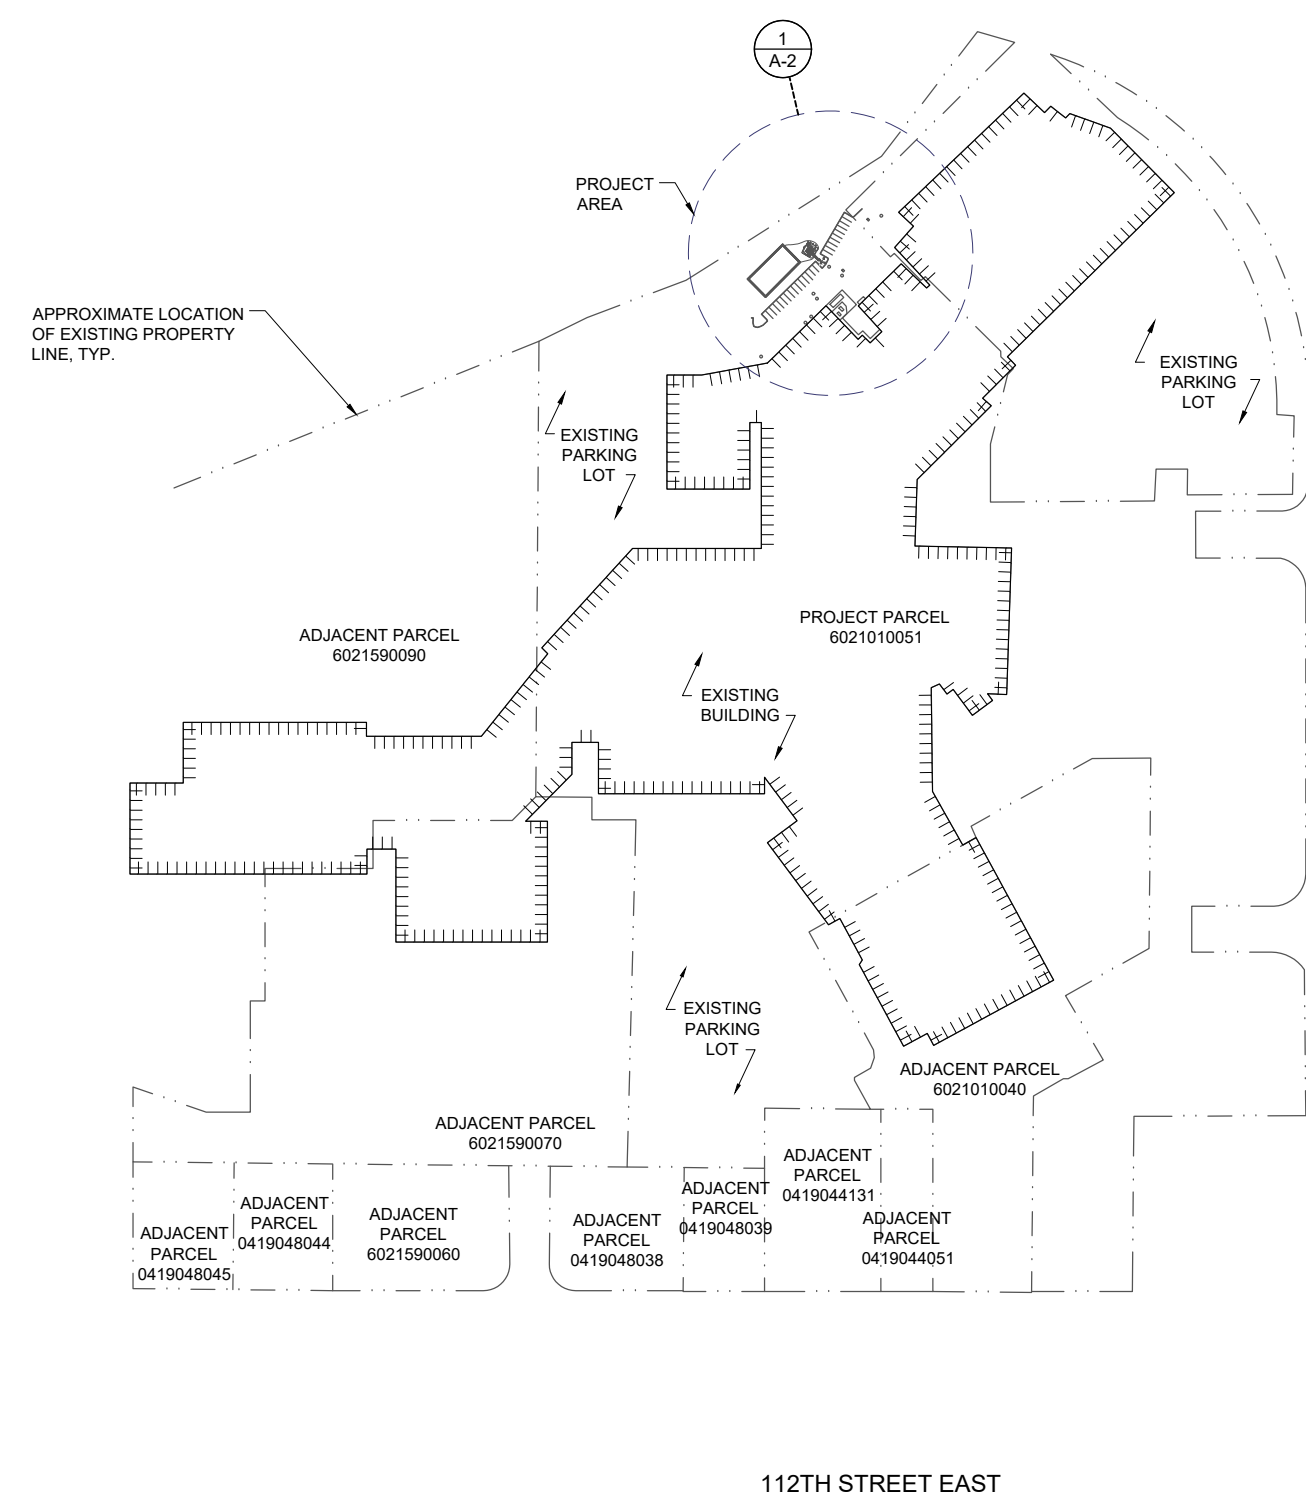 1
A-2
PROJECT
AREA
APPROXIMATE LOCATION
OF EXISTING PROPERTY
LINE, TYP.
EXISTING
PARKING
LOT
EXISTING
PARKING
LOT
PROJECT PARCEL
6021010051
ADJACENT PARCEL
6021590090
EXISTING
BUILDING
EXISTING
PARKING
LOT
ADJACENT PARCEL
6021010040
ADJACENT PARCEL
6021590070
ADJACENT
PARCEL
0419048045
ADJACENT
PARCEL
0419048044
ADJACENT
PARCEL
6021590060
ADJACENT
PARCEL
0419048038
ADJACENT
PARCEL
0419048039
ADJACENT
PARCEL
0419044131
ADJACENT
PARCEL
0419044051
112TH STREET EAST